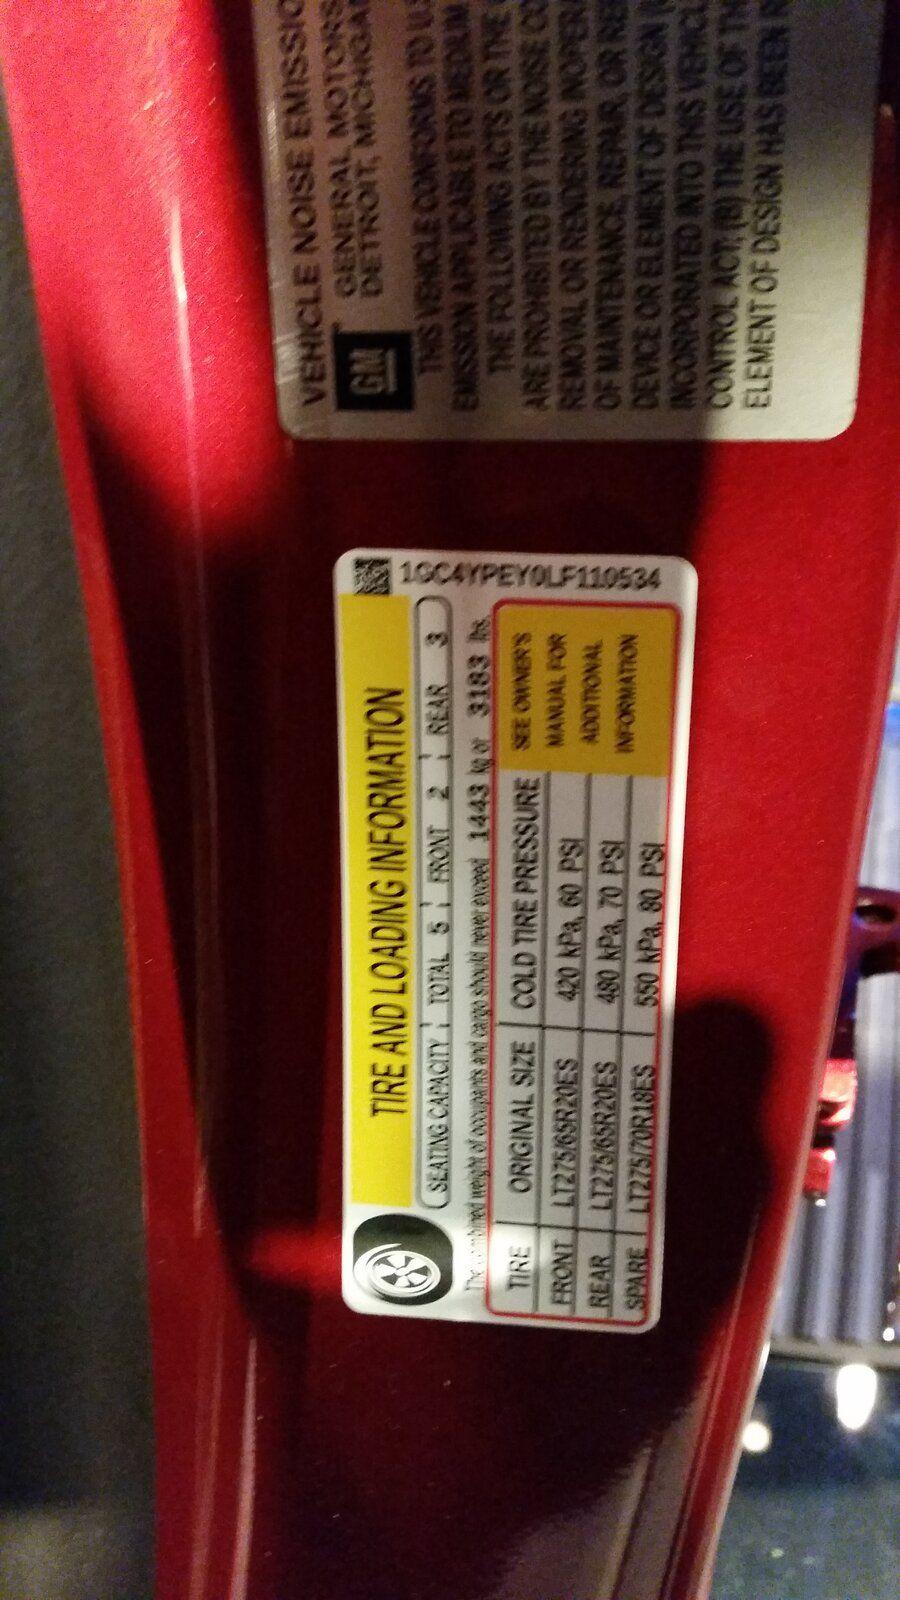 VEHICLE NOISE EMISSIO
GM
GENERAL MOTORS
DETROIT, MICHIGAN
THIS VEHICLE CONFORMS TO U.S
EMISSION APPLICABLE TO MEDIUM
THE FOLLOWING ACTS OR THE
ARE PROHIBITED BY THE NOISE CO
REMOVAL OR RENDERING INOPERA
OF MAINTENANCE, REPAIR, OR RE
DEVICE OR ELEMENT OF DESIGN
INCORPORATED INTO THIS VEHICL
CONTROL ACT, (B) THE USE OF TH
ELEMENT OF DESIGN HAS BEEN R
TIRE AND LOADING INFORMATION
1GC4YPEY0LF110534
SEATING CAPACITY TOTAL 5 FRONT 2 REAR 3
The combined weight of occupants and cargo should never exceed 1443 kg or 3183 lbs.
TIRE ORIGINAL SIZE COLD TIRE PRESSURE
FRONT LT275/65R20ES 420 kPa, 60 PSI
REAR LT275/65R20ES 480 kPa, 70 PSI
SPARE LT275/70R18ES 550 kPa, 80 PSI
SEE OWNER'S
MANUAL FOR
ADDITIONAL
INFORMATION